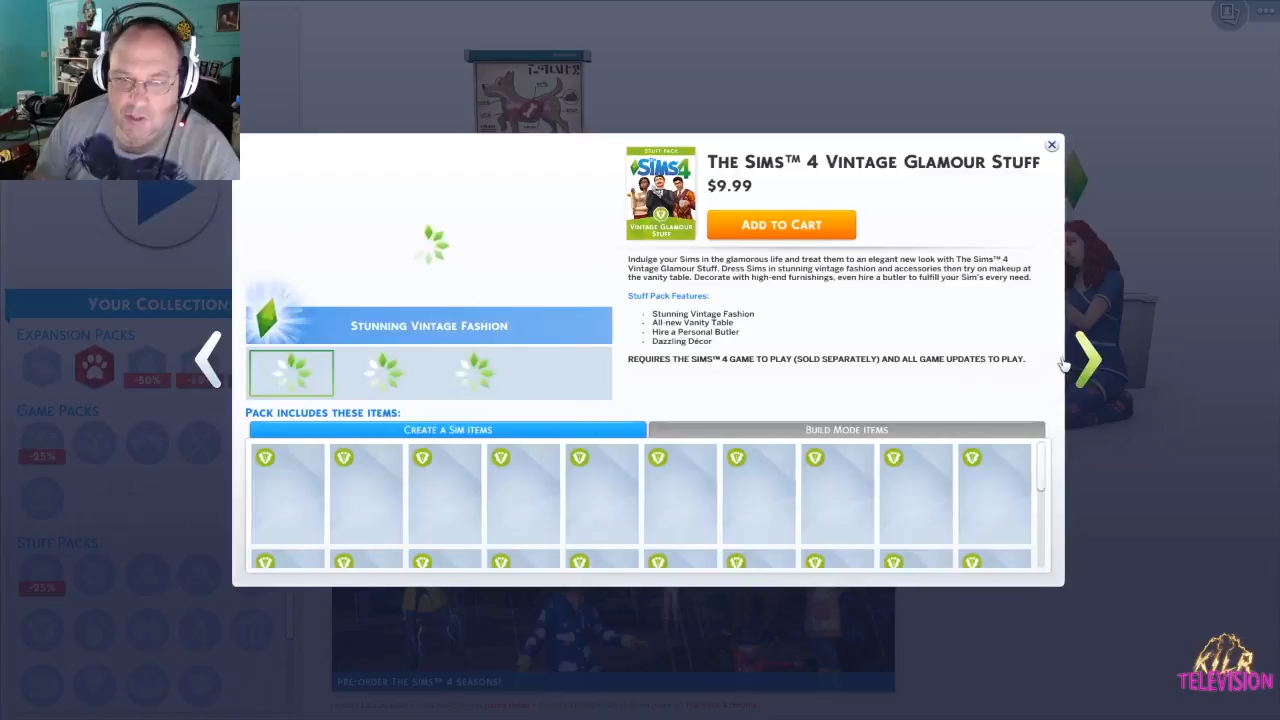 THE SIMS™ 4 VINTAGE GLAMOUR STUFF
$9.99
STUFF PACK
THE SIMS 4
VINTAGE GLAMOUR
STUFF
ADD TO CART
Indulge your Sims in the glamorous life and treat them to an elegant new look with The Sims™ 4
Vintage Glamour Stuff. Dress Sims in stunning vintage fashion and accessories then try on makeup at
the vanity table. Decorate with high-end furnishings, even hire a butler to fulfill your Sim's every need.
Stuff Pack Features:
· Stunning Vintage Fashion
· All-new Vanity Table
· Hire a Personal Butler
· Dazzling Décor
REQUIRES THE SIMS™ 4 GAME TO PLAY (SOLD SEPARATELY) AND ALL GAME UPDATES TO PLAY.
STUNNING VINTAGE FASHION
PACK INCLUDES THESE ITEMS:
CREATE A SIM ITEMS
BUILD MODE ITEMS
YOUR COLLECTION
EXPANSION PACKS
-50%
GAME PACKS
-25%
STUFF PACKS
-25%
PRE-ORDER THE SIMS™ 4 SEASONS!
KILR
TELEVISION